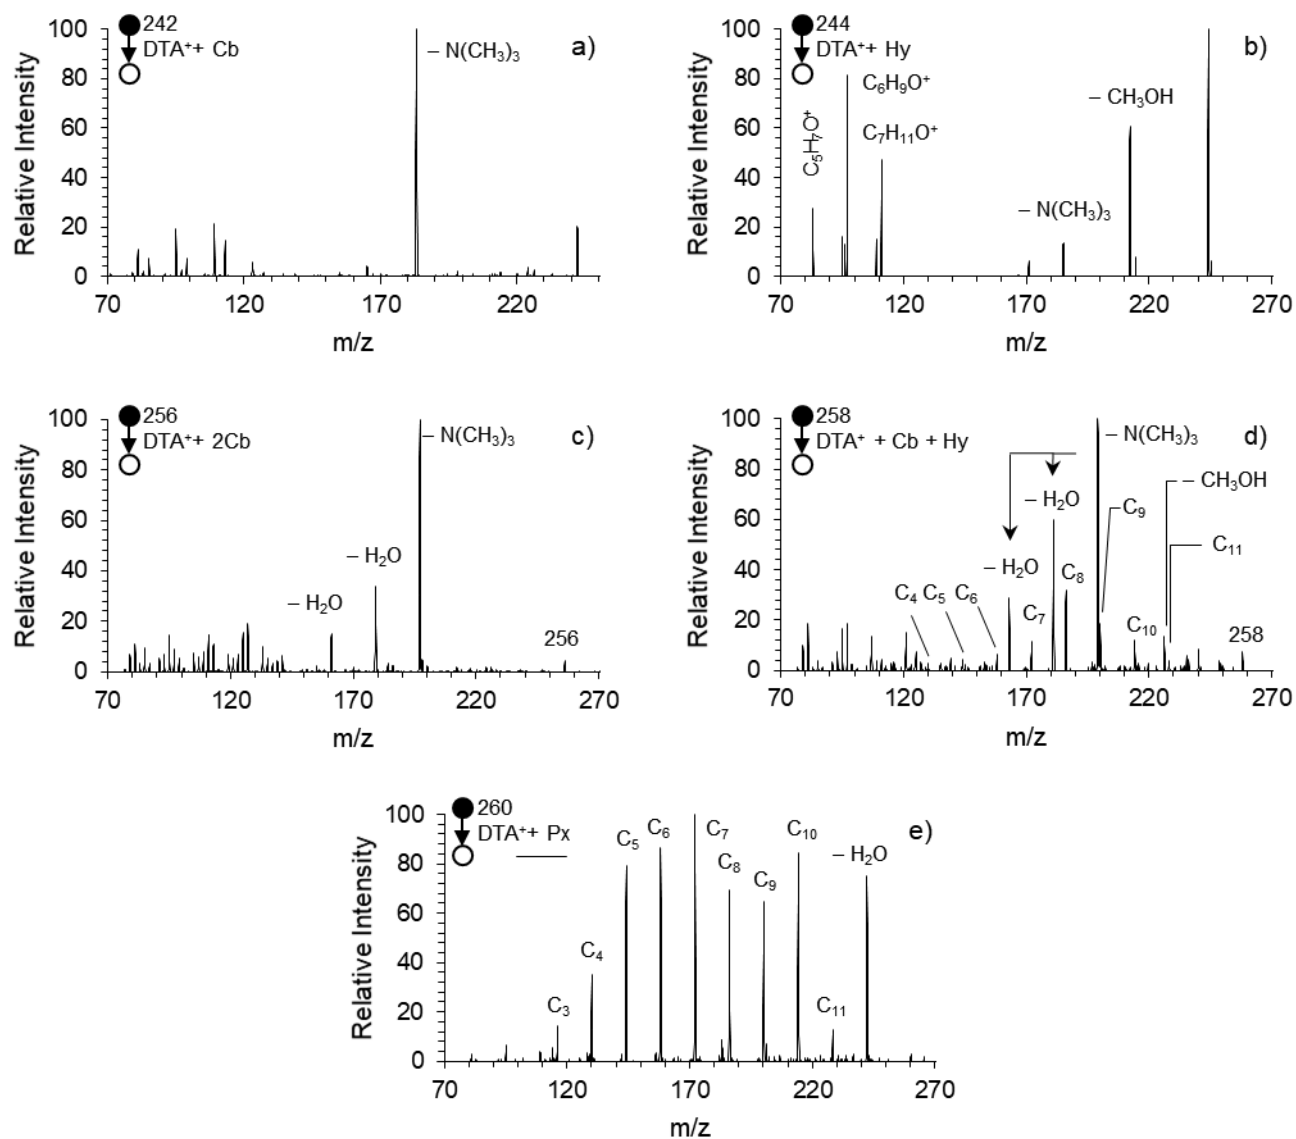 242
DTA⁺+ Cb
– N(CH₃)₃
a)
100
80
60
40
20
0
70 120 170 220
Relative Intensity
m/z
244
DTA⁺+ Hy
b)
C₅H₇O⁺
C₆H₉O⁺
C₇H₁₁O⁺
– CH₃OH
– N(CH₃)₃
100
80
60
40
20
0
70 120 170 220 270
Relative Intensity
m/z
256
DTA⁺+ 2Cb
– N(CH₃)₃
c)
– H₂O
– H₂O
256
100
80
60
40
20
0
70 120 170 220 270
Relative Intensity
m/z
258
DTA⁺ + Cb + Hy
– N(CH₃)₃
d)
– CH₃OH
– H₂O
C₉
C₁₁
– H₂O
C₈
C₄ C₅ C₆
C₇
C₁₀
258
100
80
60
40
20
0
70 120 170 220 270
Relative Intensity
m/z
260
DTA⁺+ Px
e)
C₃
C₄
C₅
C₆
C₇
C₈
C₉
C₁₀
C₁₁
– H₂O
100
80
60
40
20
0
70 120 170 220 270
Relative Intensity
m/z